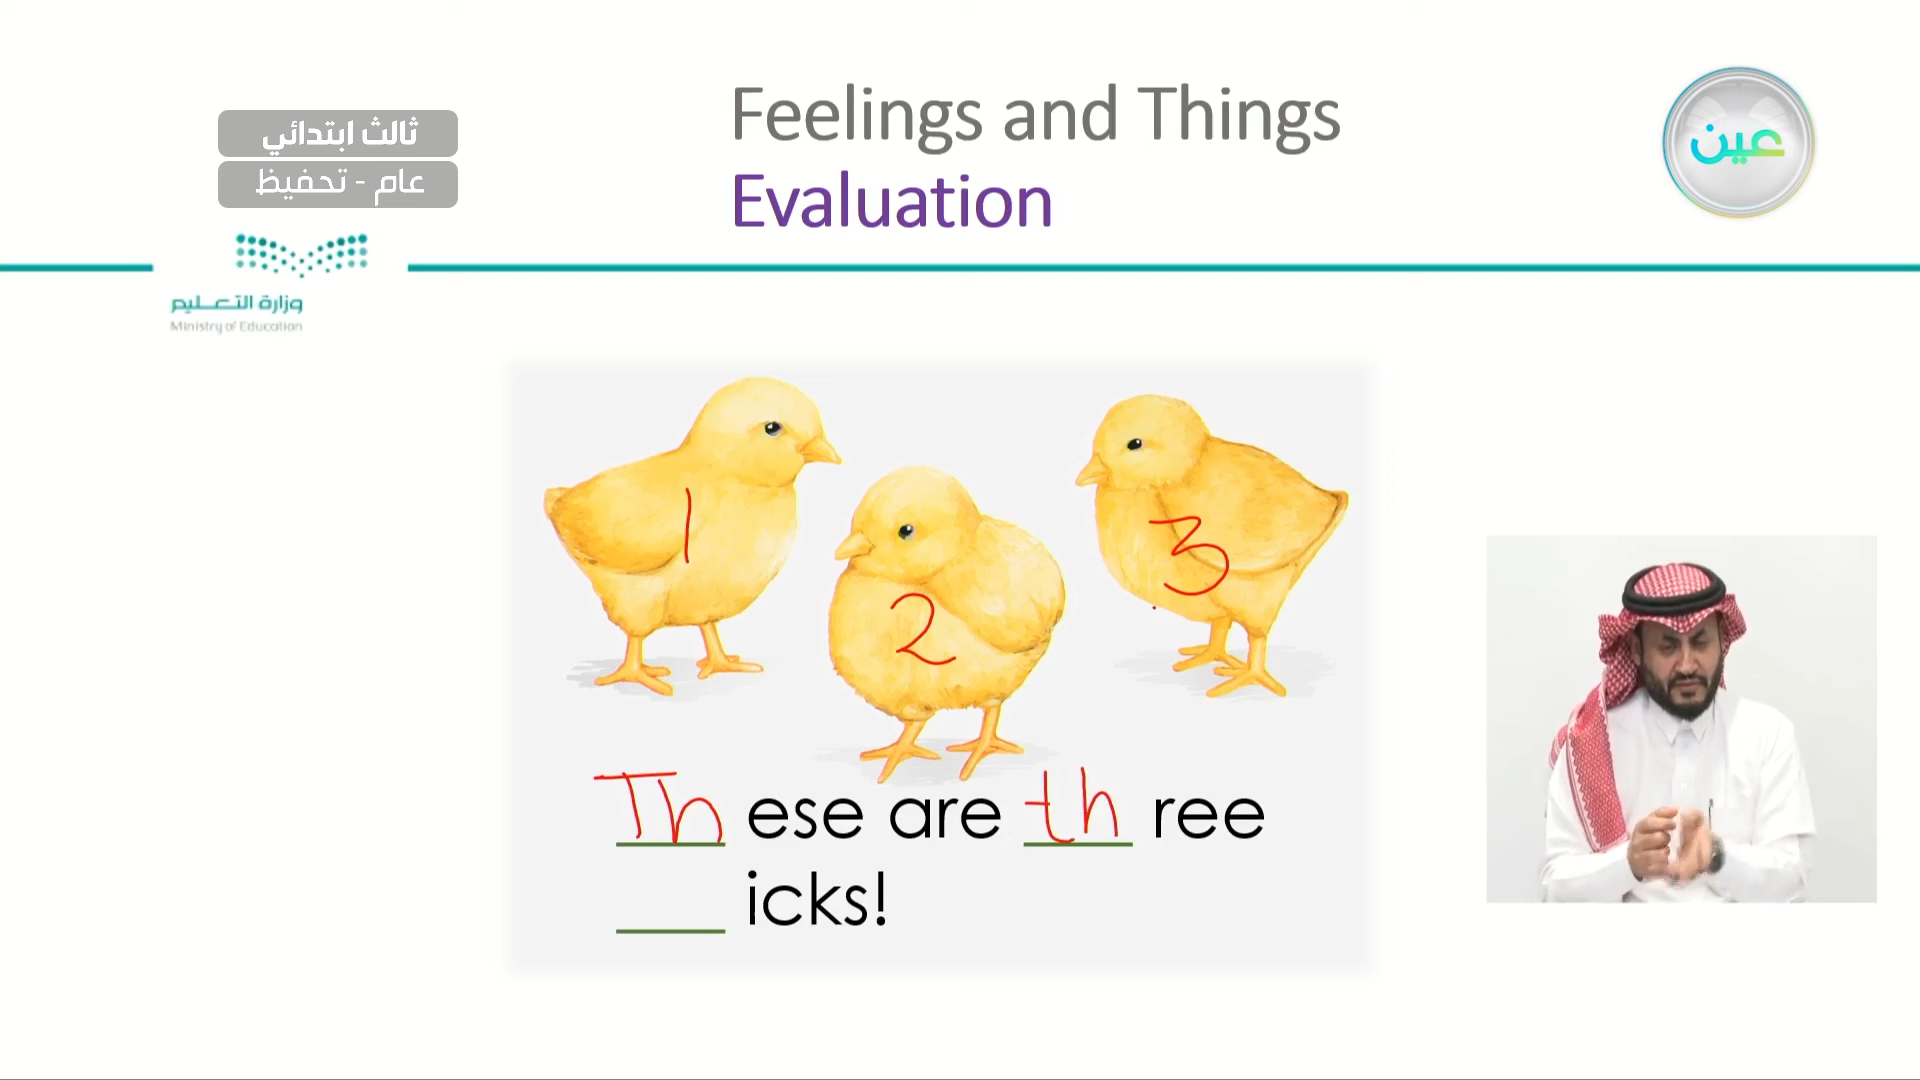 ثالث ابتدائي
عام - تحفيظ
وزارة التعليم
Ministry of Education
Feelings and Things
Evaluation
عين
1
2
3
Th ese are th ree
___ icks!